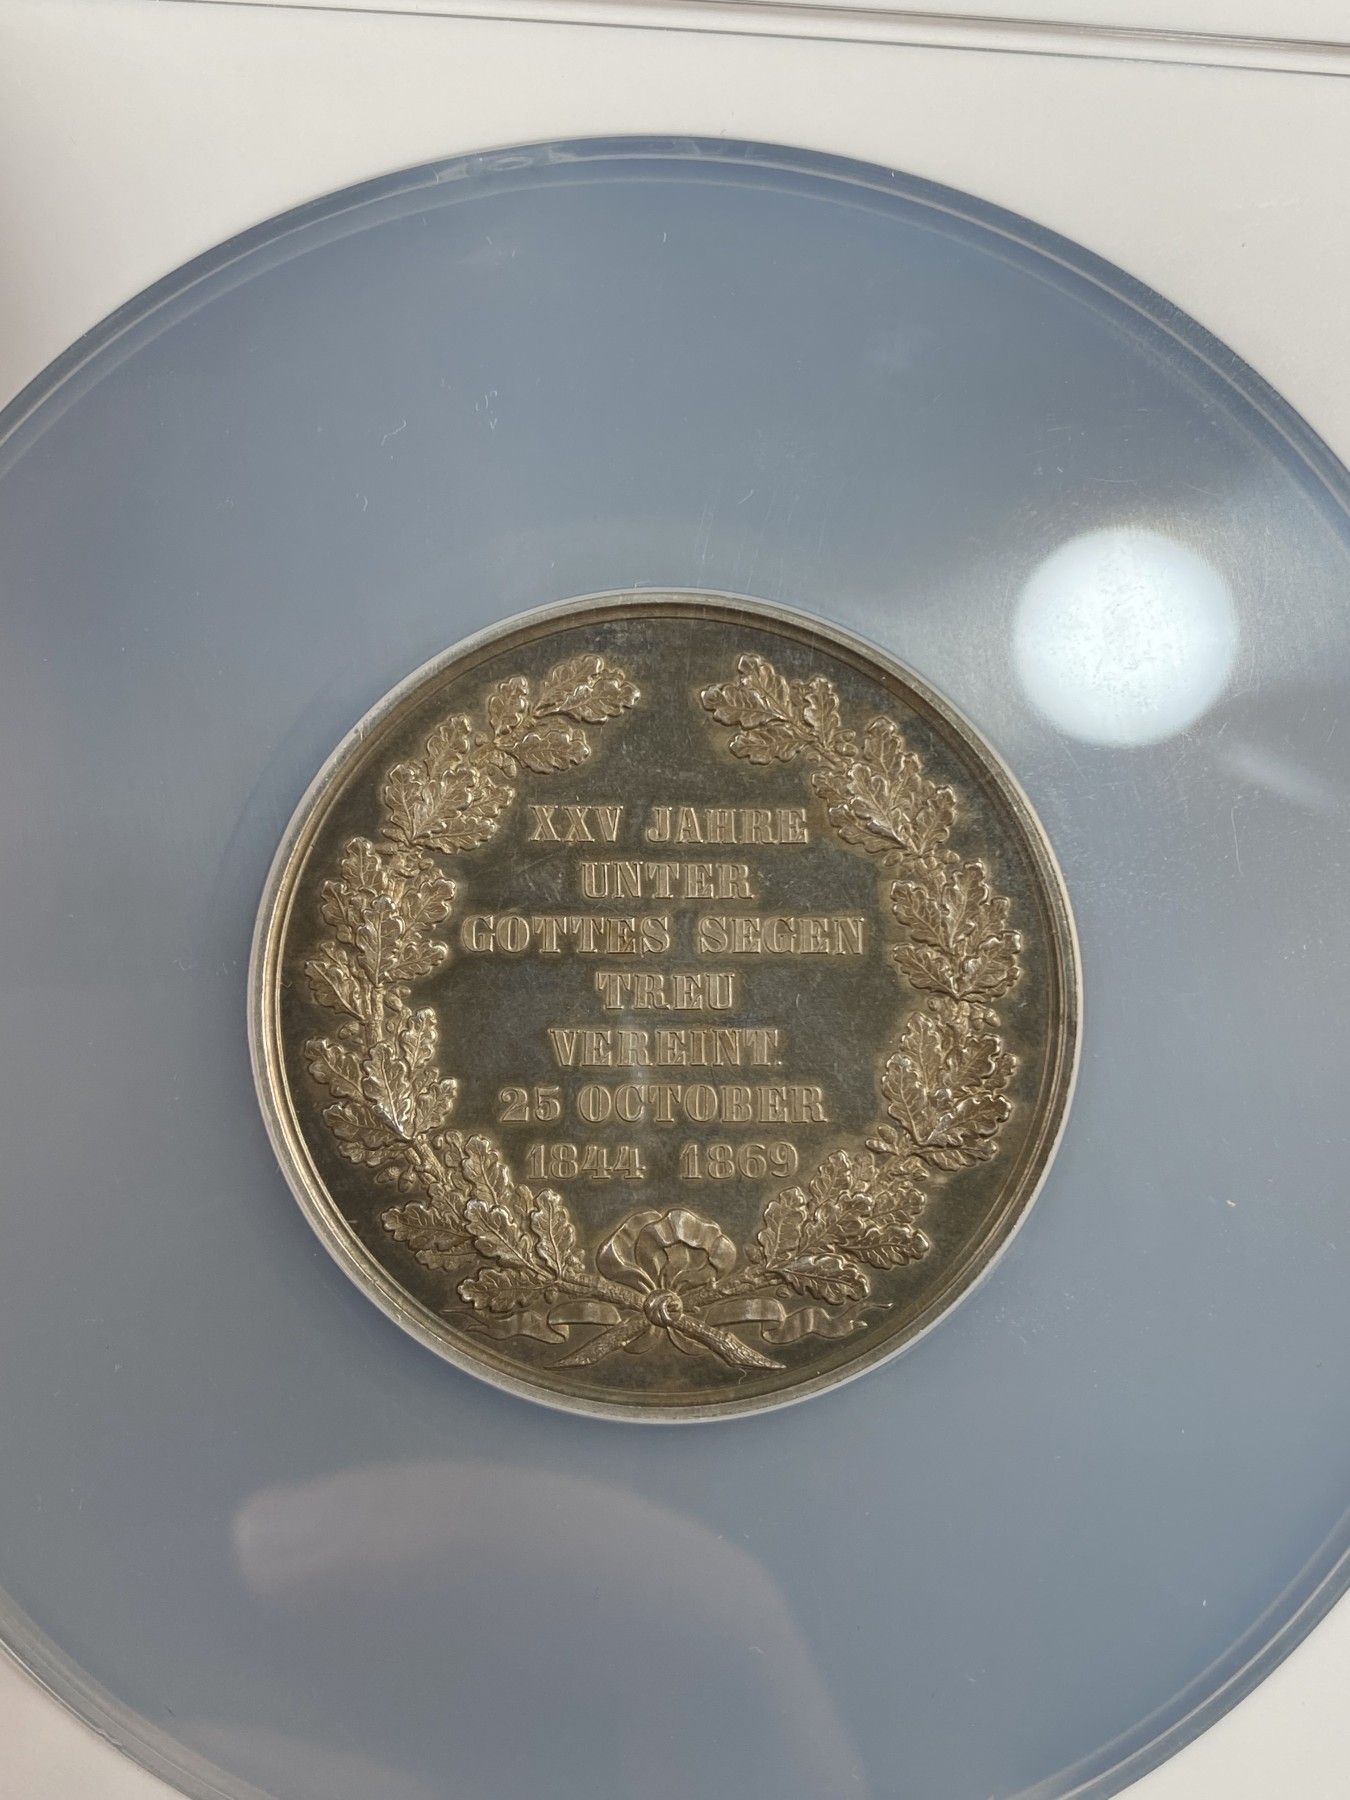 XXV JAHRE
UNTER
GOTTES SEGEN
TREU
VEREINT.
25 OCTOBER
1844 1869